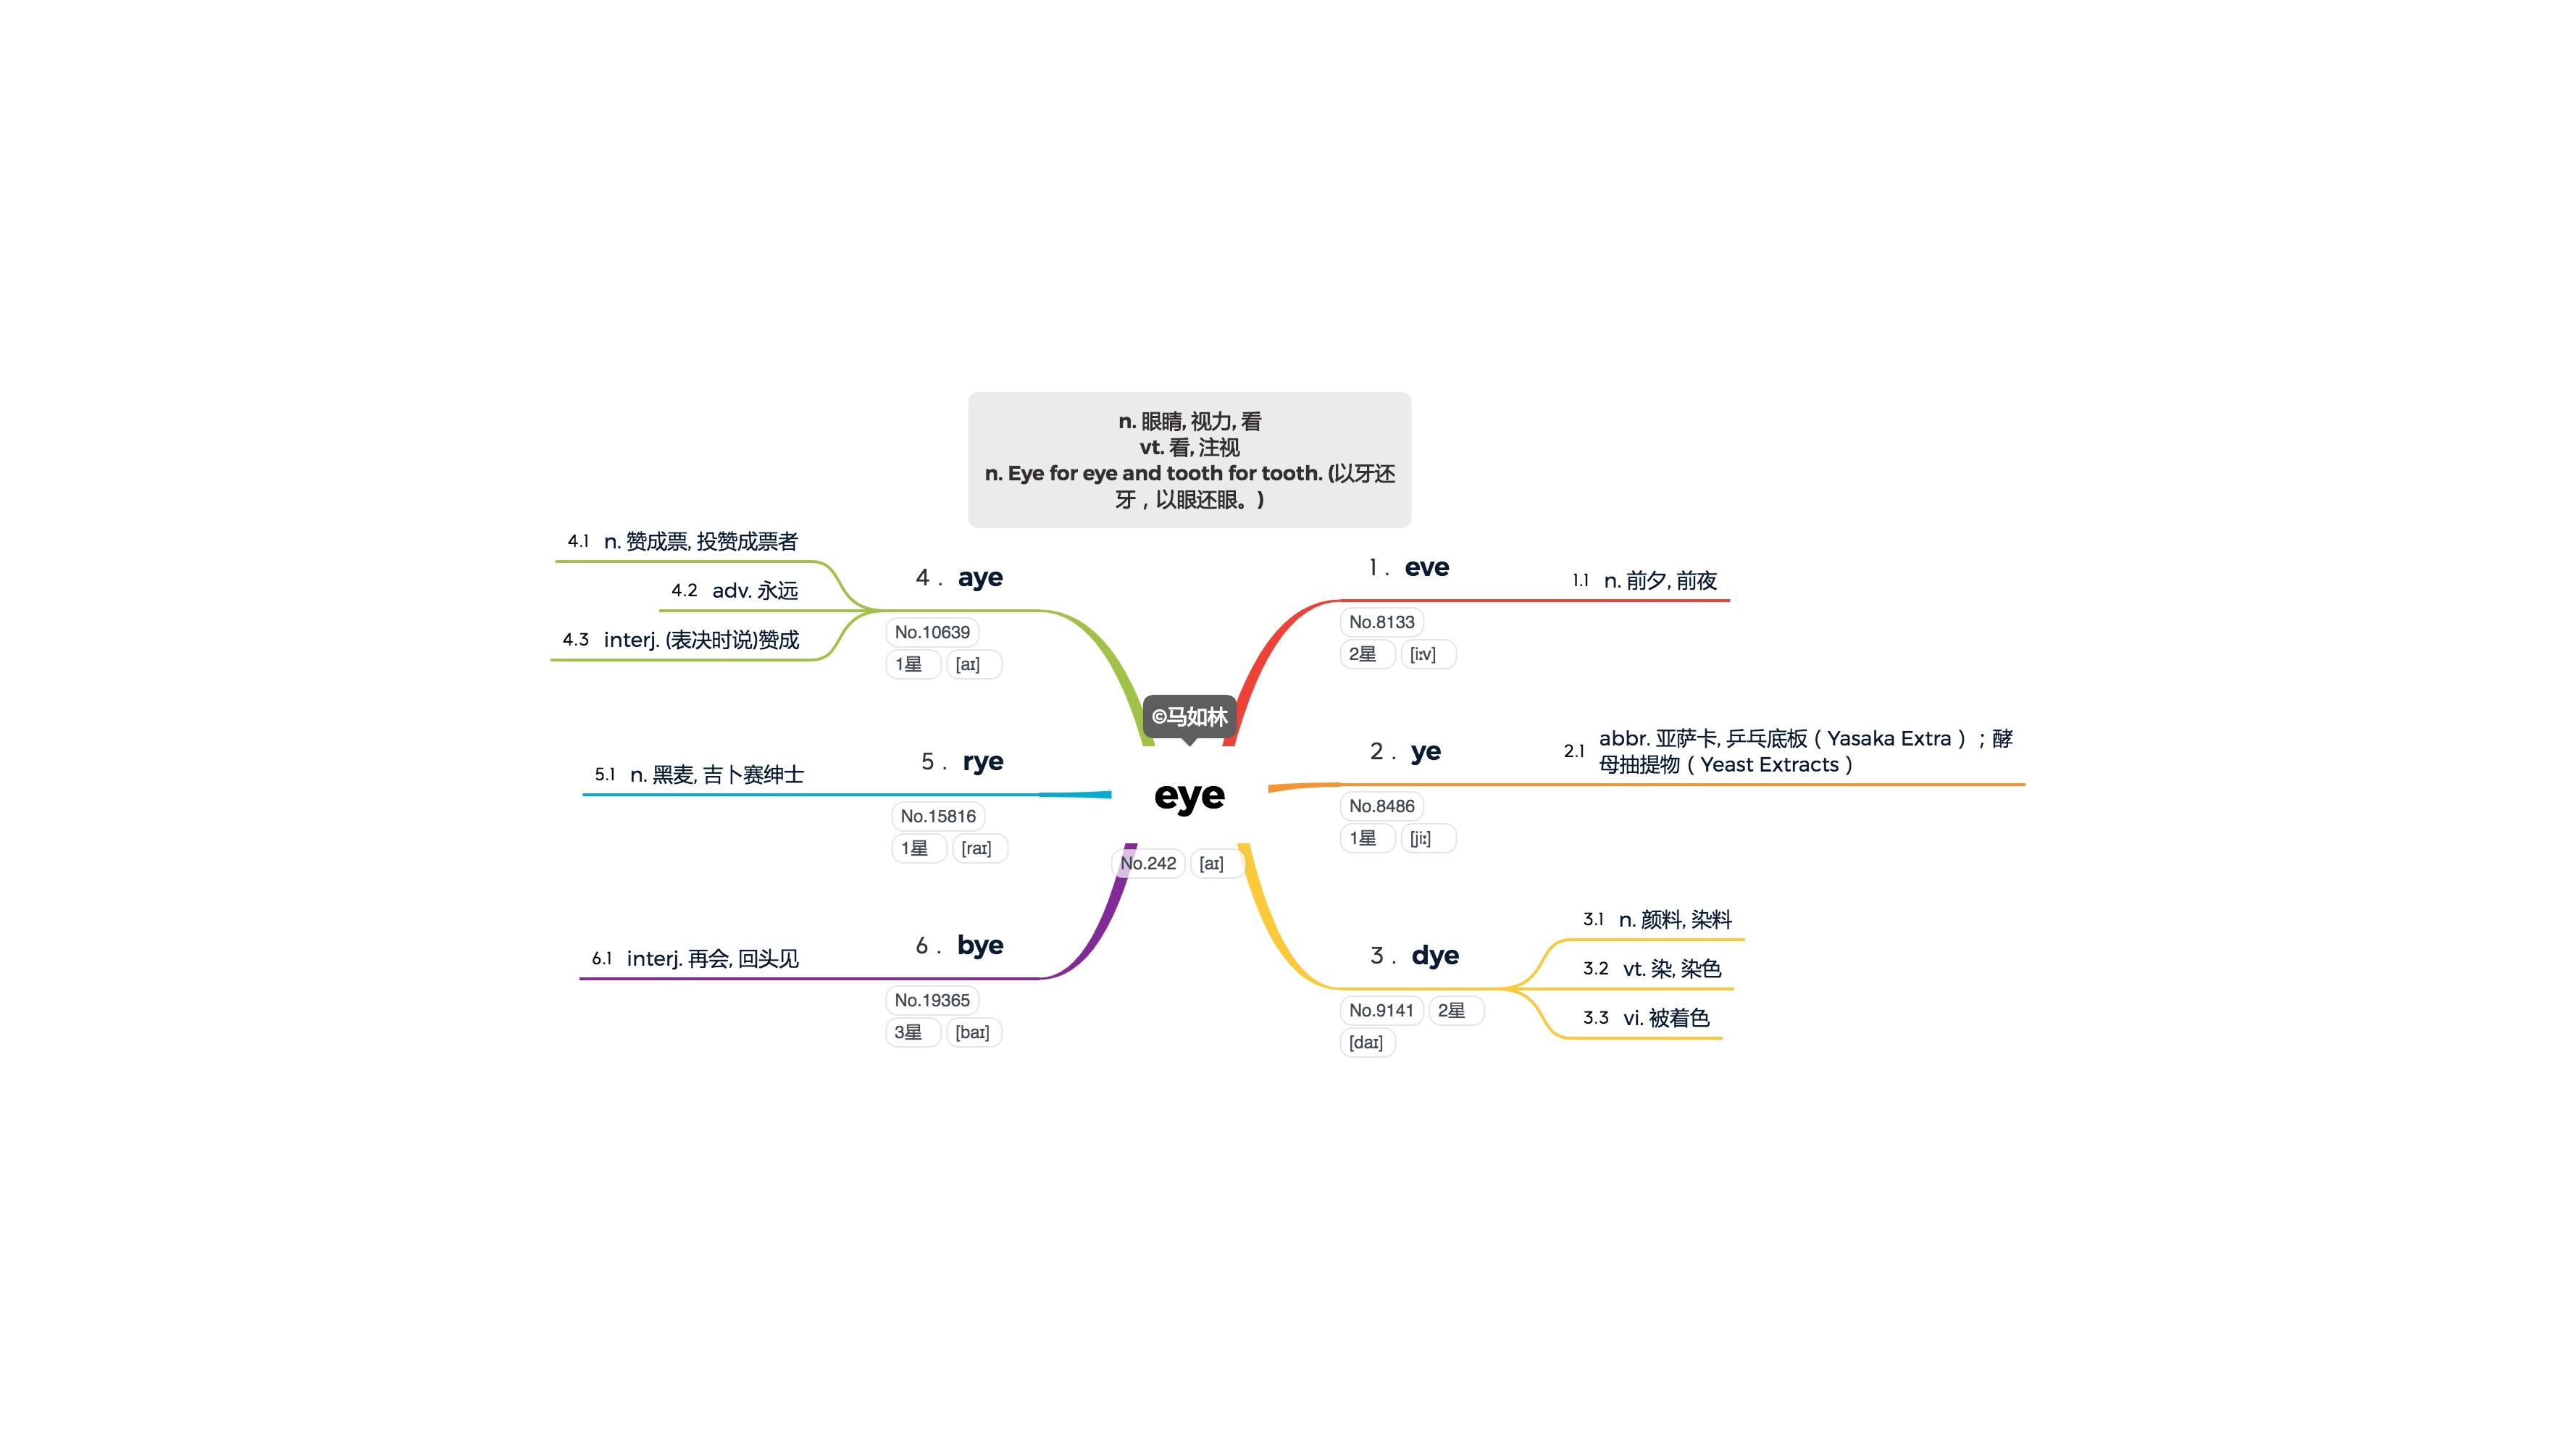 n. 眼睛, 视力, 看
vt. 看, 注视
n. Eye for eye and tooth for tooth. (以牙还
牙，以眼还眼。)
©马如林
eye
No.242 [aɪ]
1. eve
No.8133
2星 [iːv]
1.1 n. 前夕, 前夜
2. ye
No.8486
1星 [jiː]
2.1 abbr. 亚萨卡, 乒乓底板（Yasaka Extra）；酵
母抽提物（Yeast Extracts）
3. dye
No.9141 2星
[daɪ]
3.1 n. 颜料, 染料
3.2 vt. 染, 染色
3.3 vi. 被着色
4. aye
No.10639
1星 [aɪ]
4.1 n. 赞成票, 投赞成票者
4.2 adv. 永远
4.3 interj. (表决时说)赞成
5. rye
No.15816
1星 [raɪ]
5.1 n. 黑麦, 吉卜赛绅士
6. bye
No.19365
3星 [baɪ]
6.1 interj. 再会, 回头见